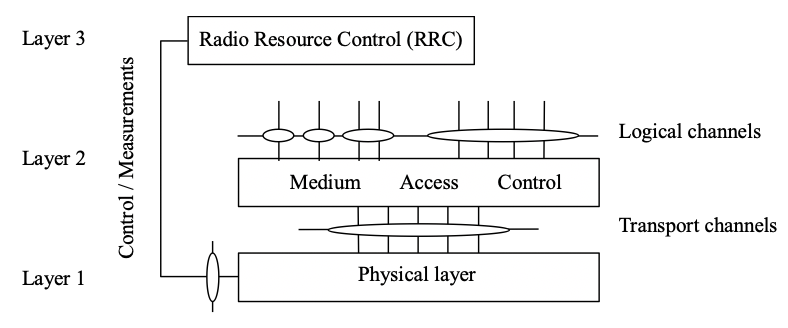 Layer 3
Radio Resource Control (RRC)
Control / Measurements
Logical channels
Layer 2
Medium Access Control
Transport channels
Layer 1
Physical layer